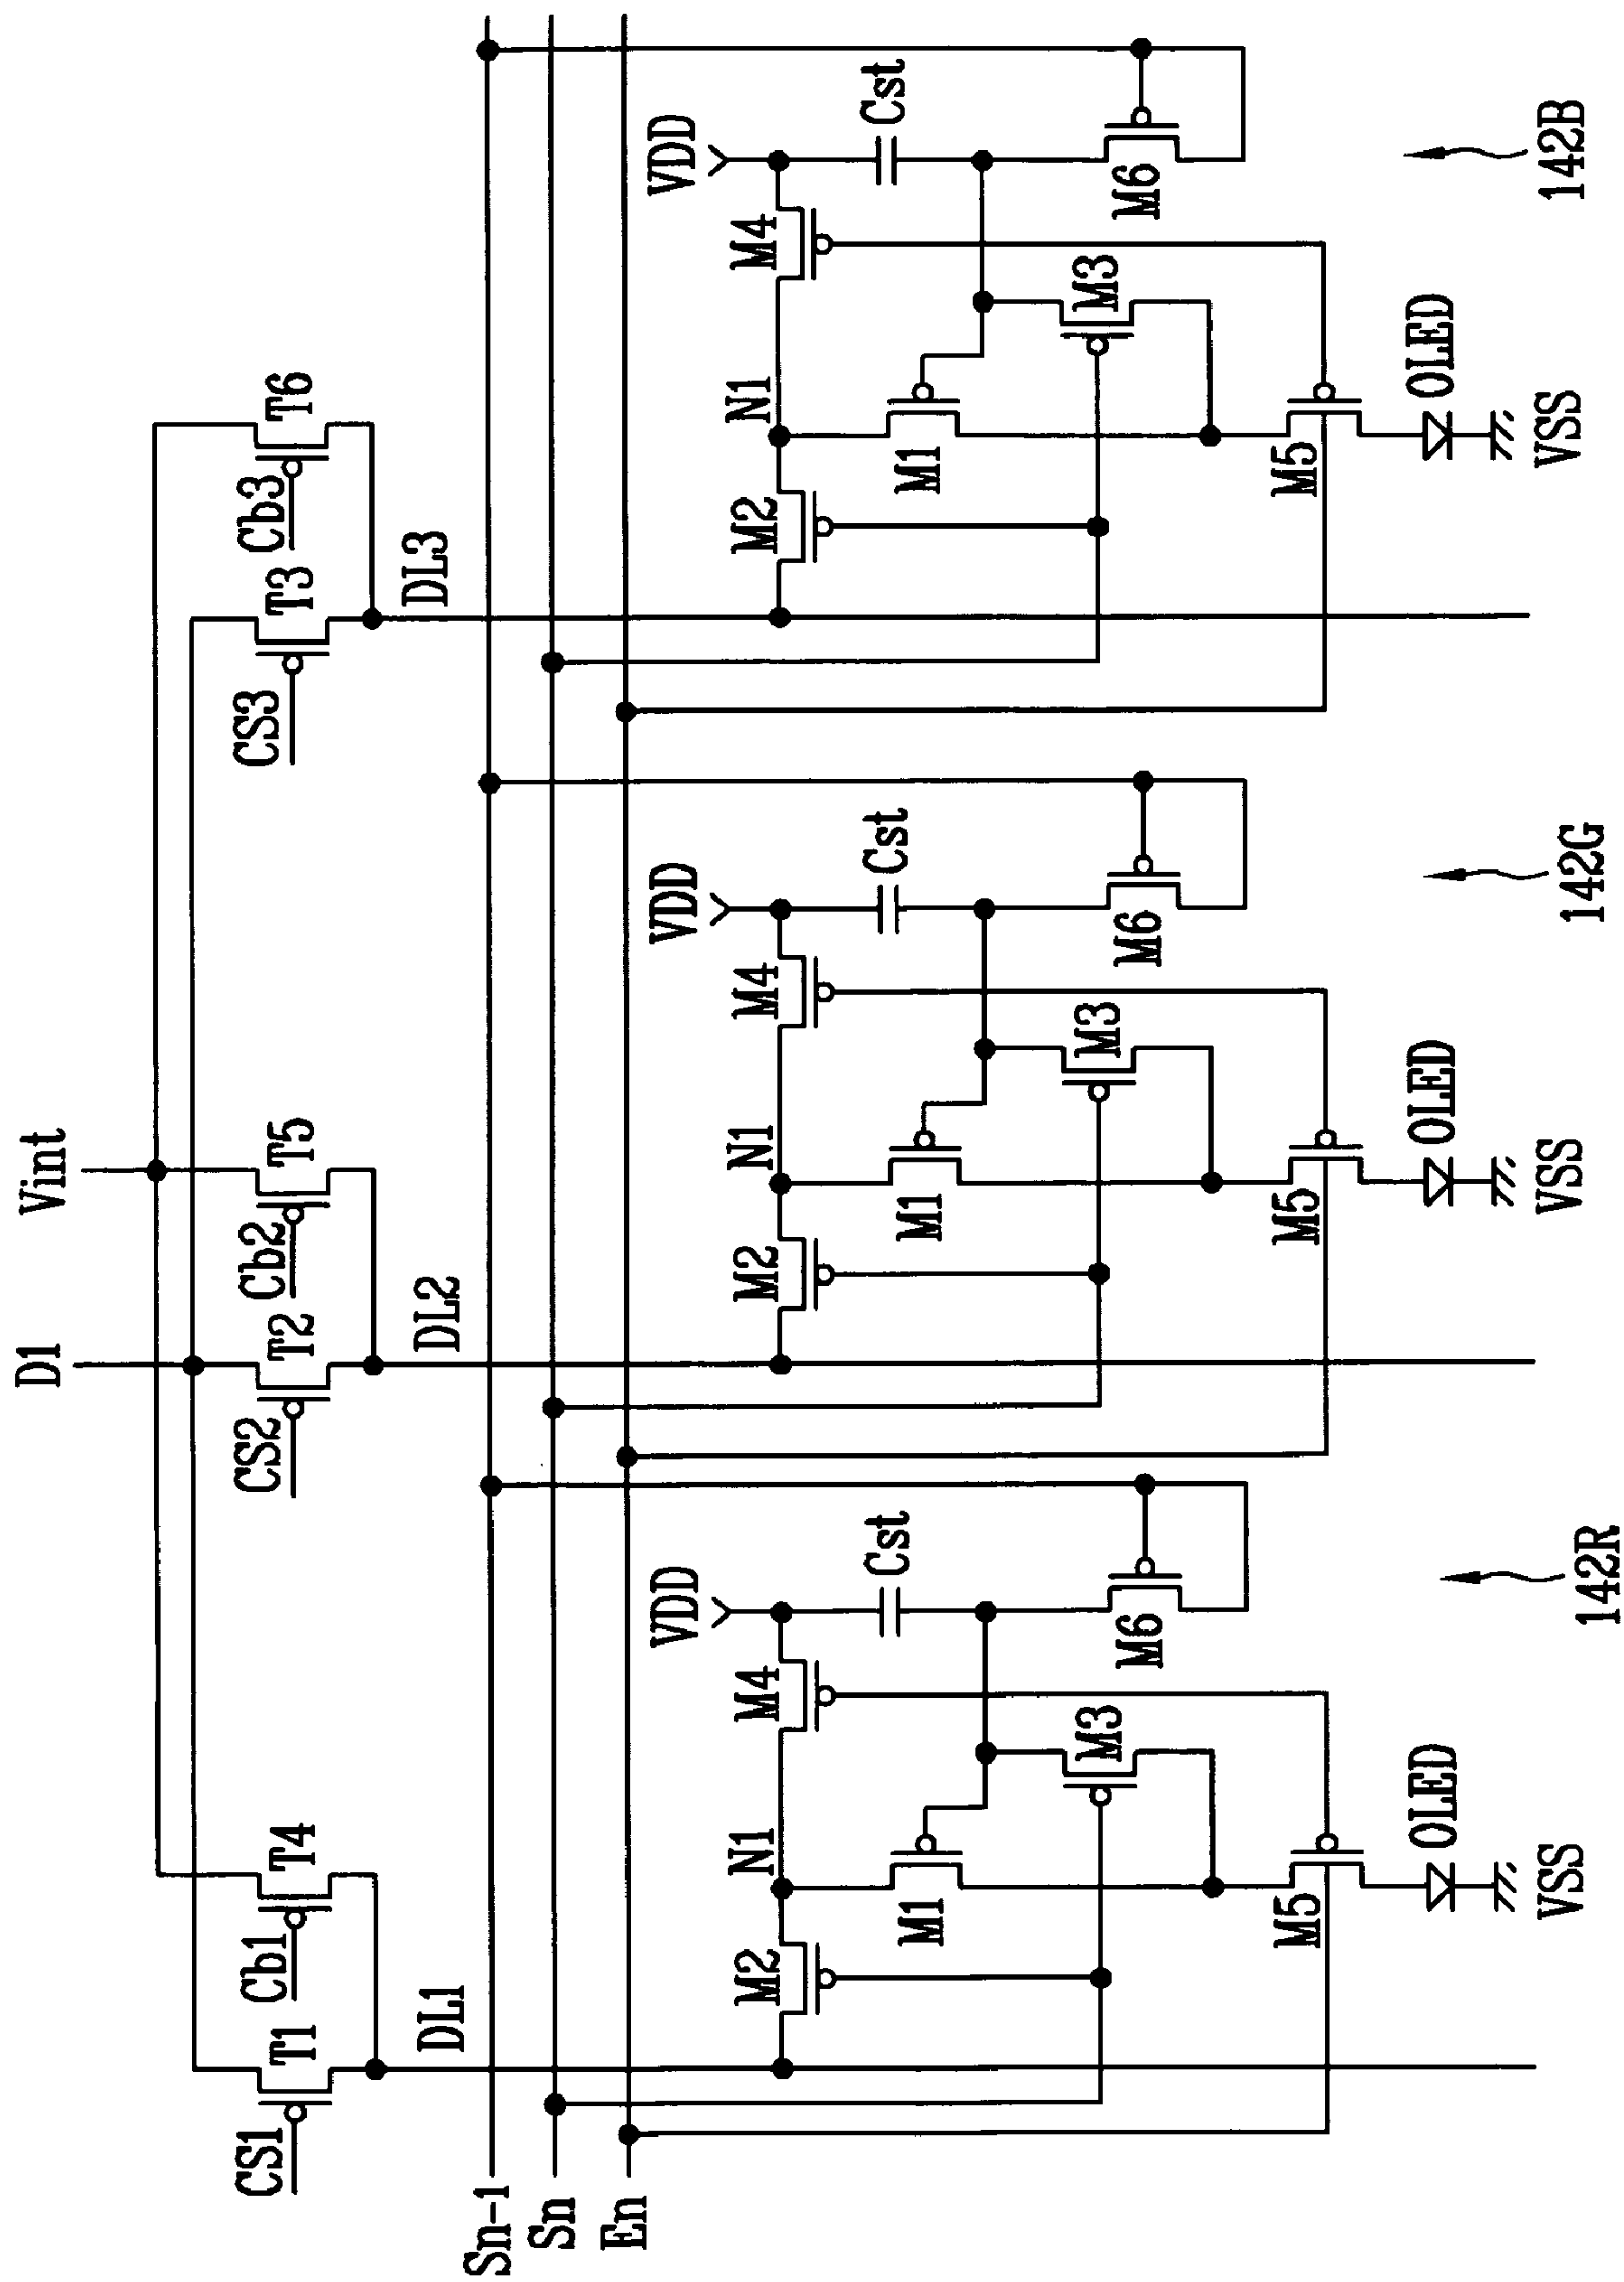 D1
Vint
CS1
T1
Cb1
T4
CS2
T2
Cb2
T5
CS3
T3
Cb3
T6
DL1
DL2
DL3
Sn-1
Sn
En
M2
N1
M4
VDD
Cst
M1
M3
M6
M5
OLED
VSS
142R
M2
N1
M4
VDD
Cst
M1
M3
M6
M5
OLED
VSS
142G
M2
N1
M4
VDD
Cst
M1
M3
M6
M5
OLED
VSS
142B